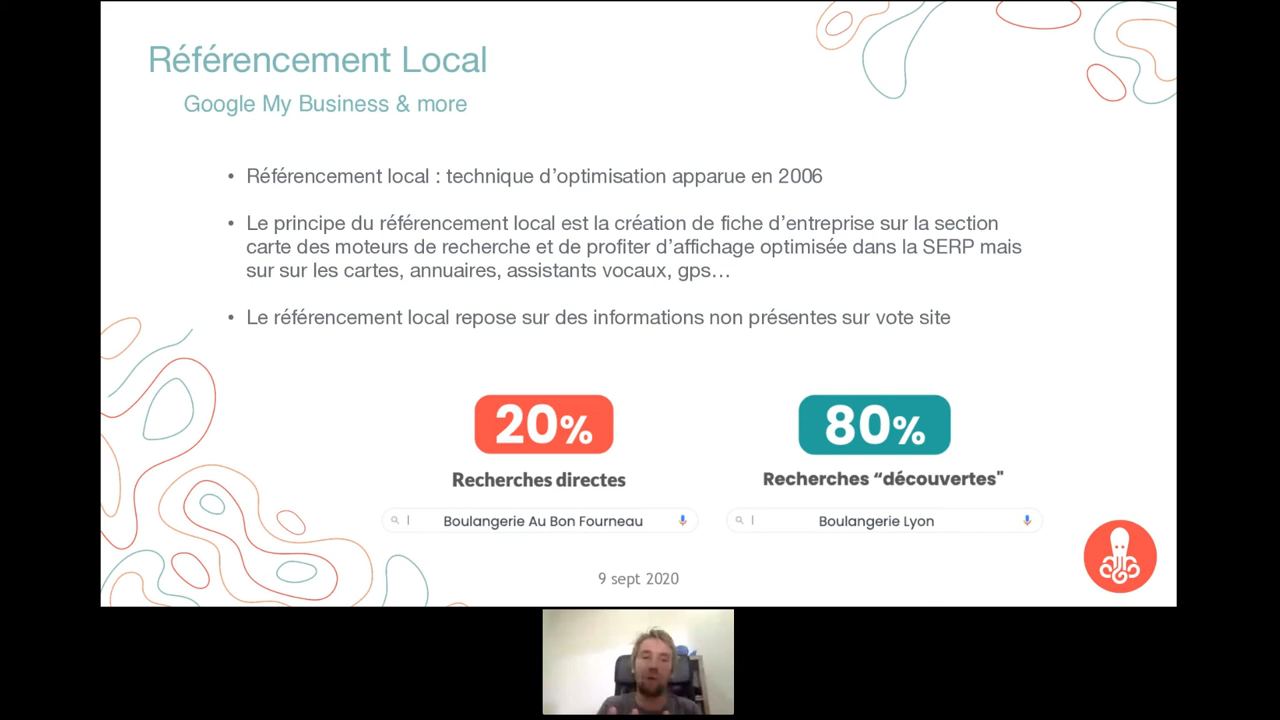 Référencement Local
Google My Business & more
• Référencement local : technique d’optimisation apparue en 2006
• Le principe du référencement local est la création de fiche d’entreprise sur la section
carte des moteurs de recherche et de profiter d’affichage optimisée dans la SERP mais
sur sur les cartes, annuaires, assistants vocaux, gps…
• Le référencement local repose sur des informations non présentes sur vote site
20%
80%
Recherches directes
Recherches “découvertes"
Boulangerie Au Bon Fourneau
Boulangerie Lyon
9 sept 2020